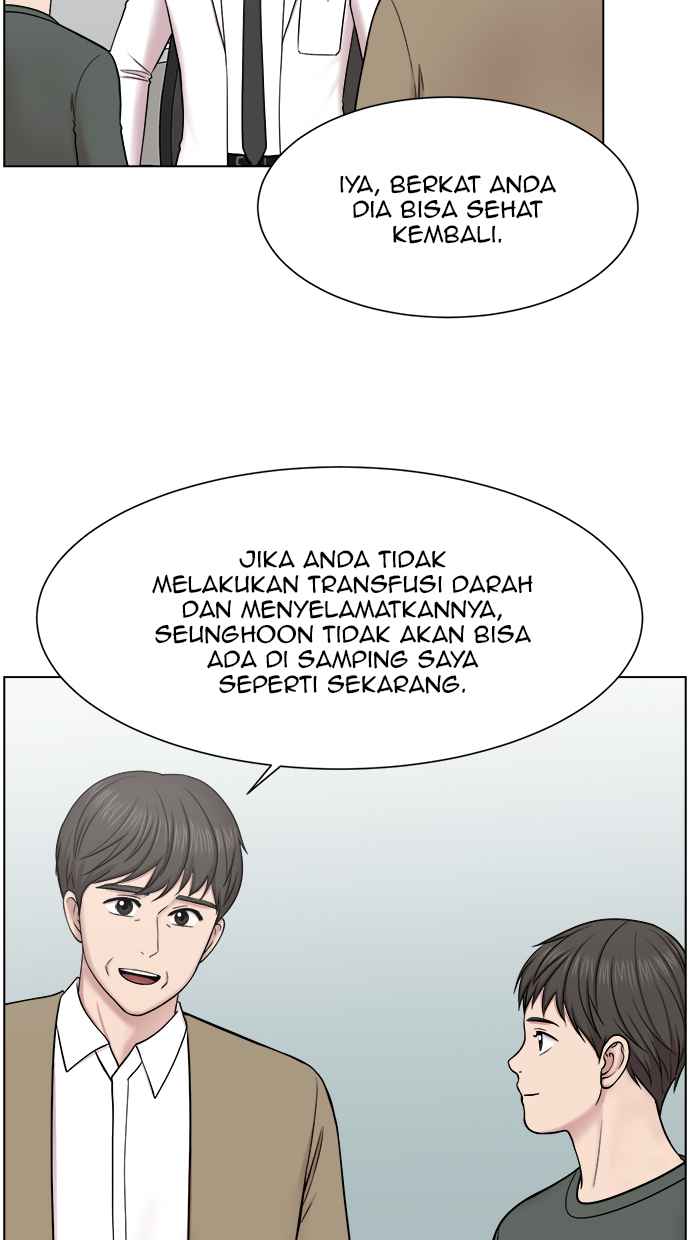 IYA, BERKAT ANDA
DIA BISA SEHAT
KEMBALI.
JIKA ANDA TIDAK
MELAKUKAN TRANSFUSI DARAH
DAN MENYELAMATKANNYA,
SEUNGHOON TIDAK AKAN BISA
ADA DI SAMPING SAYA
SEPERTI SEKARANG.